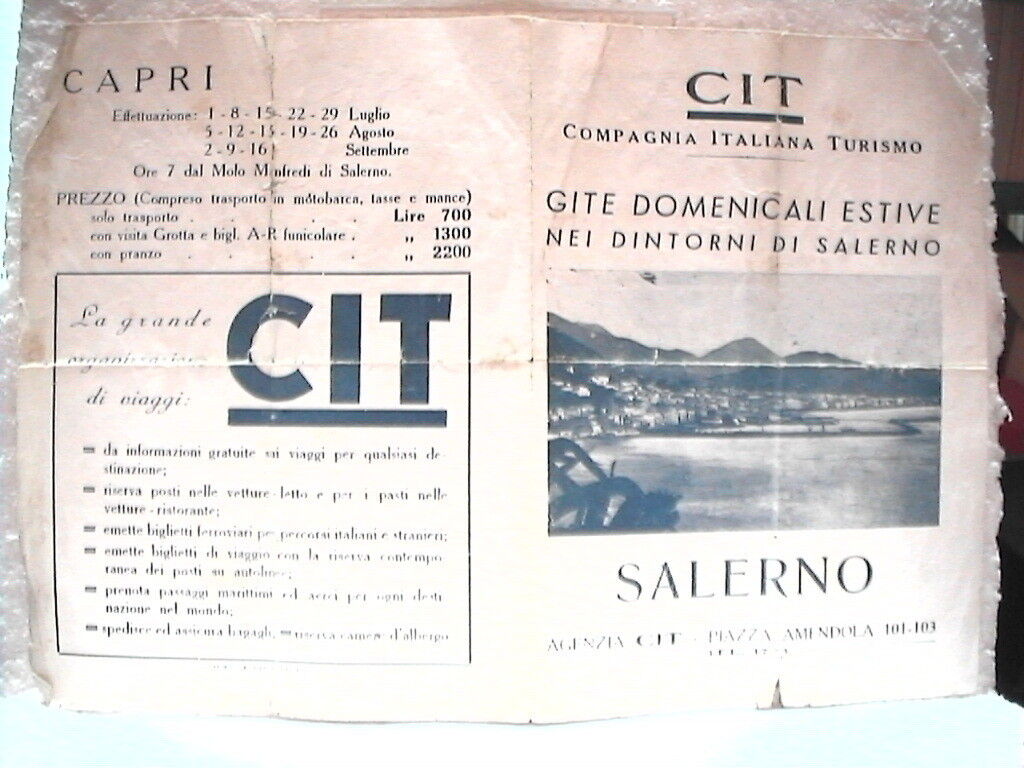 CAPRI
Effettuazione: 1 - 8 - 15 - 22 - 29 Luglio
5 - 12 - 15 - 19 - 26 Agosto
2 - 9 - 16 Settembre
Ore 7 dal Molo Manfredi di Salerno.
PREZZO (Compreso trasporto in motobarca, tasse e mance)
solo trasporto . . . . . Lire 700
con visita Grotta e bigl. A-R funicolare . „ 1300
con pranzo . . . . . „ 2200
La grande
organizzazione
di viaggi:
CIT
da informazioni gratuite sui viaggi per qualsiasi de-
stinazione;
riserva posti nelle vetture-letto e per i pasti nelle
vetture-ristorante;
emette biglietti ferroviari per percorsi italiani e stranieri;
emette biglietti di viaggio con la riserva contempo-
ranea dei posti su autolinee;
prenota passaggi marittimi ed aerei per ogni desti-
nazione nel mondo;
spedisce ed assicura bagagli, = riserva camere d'albergo
CIT
COMPAGNIA ITALIANA TURISMO
GITE DOMENICALI ESTIVE
NEI DINTORNI DI SALERNO
SALERNO
AGENZIA CIT - PIAZZA AMENDOLA 101-103